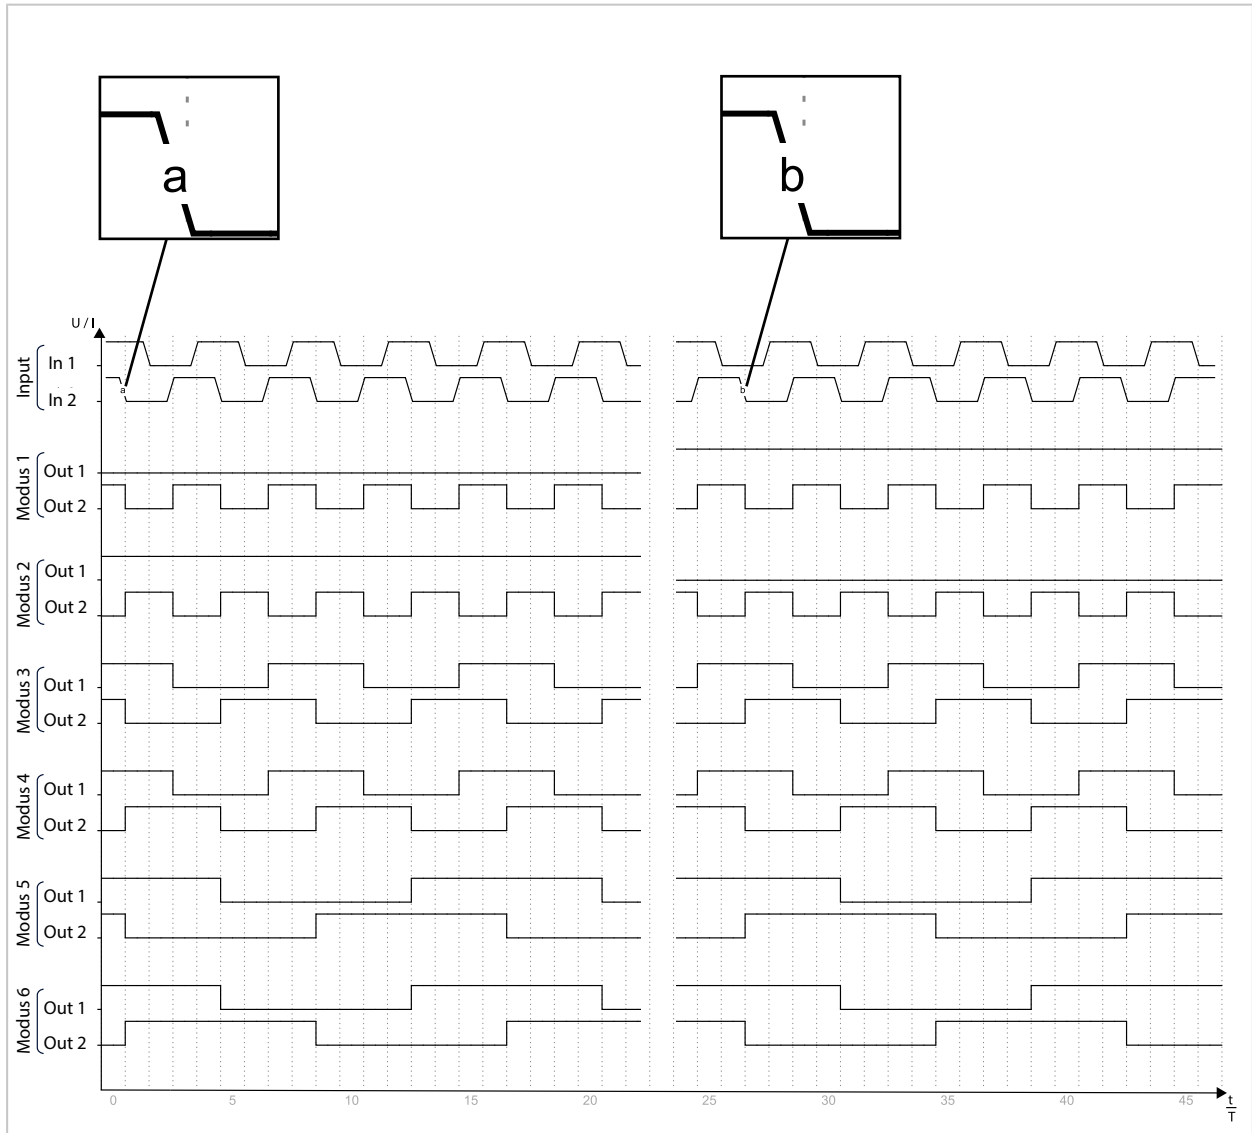 a
b
U / I
Input
In 1
a
b
In 2
Modus 1
Out 1
Out 2
Modus 2
Out 1
Out 2
Modus 3
Out 1
Out 2
Modus 4
Out 1
Out 2
Modus 5
Out 1
Out 2
Modus 6
Out 1
Out 2
0 5 10 15 20 25 30 35 40 45
t
T